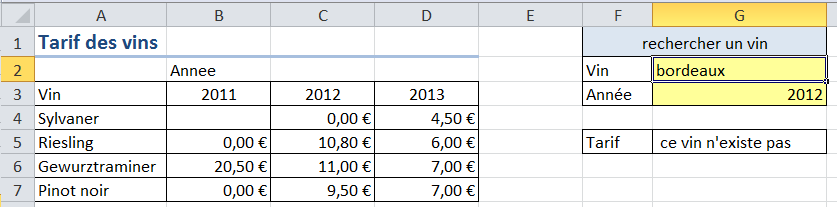 A B C D E F G
1 Tarif des vins rechercher un vin
2 Annee Vin bordeaux
3 Vin 2011 2012 2013 Année 2012
4 Sylvaner 0,00 € 4,50 €
5 Riesling 0,00 € 10,80 € 6,00 € Tarif ce vin n'existe pas
6 Gewurztraminer 20,50 € 11,00 € 7,00 €
7 Pinot noir 0,00 € 9,50 € 7,00 €